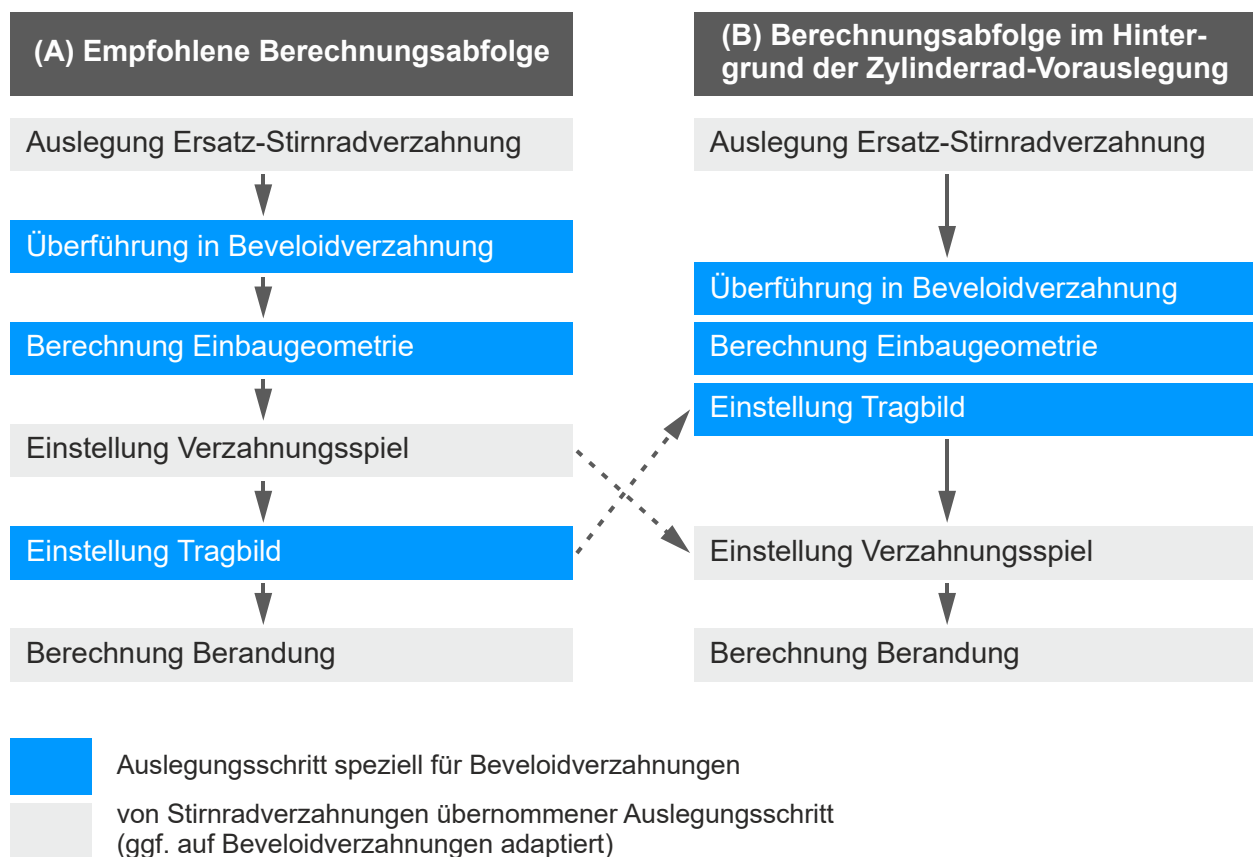 (A) Empfohlene Berechnungsabfolge
Auslegung Ersatz-Stirnradverzahnung
Überführung in Beveloidverzahnung
Berechnung Einbaugeometrie
Einstellung Verzahnungsspiel
Einstellung Tragbild
Berechnung Berandung
(B) Berechnungsabfolge im Hinter-
grund der Zylinderrad-Vorauslegung
Auslegung Ersatz-Stirnradverzahnung
Überführung in Beveloidverzahnung
Berechnung Einbaugeometrie
Einstellung Tragbild
Einstellung Verzahnungsspiel
Berechnung Berandung
Auslegungsschritt speziell für Beveloidverzahnungen
von Stirnradverzahnungen übernommener Auslegungsschritt
(ggf. auf Beveloidverzahnungen adaptiert)